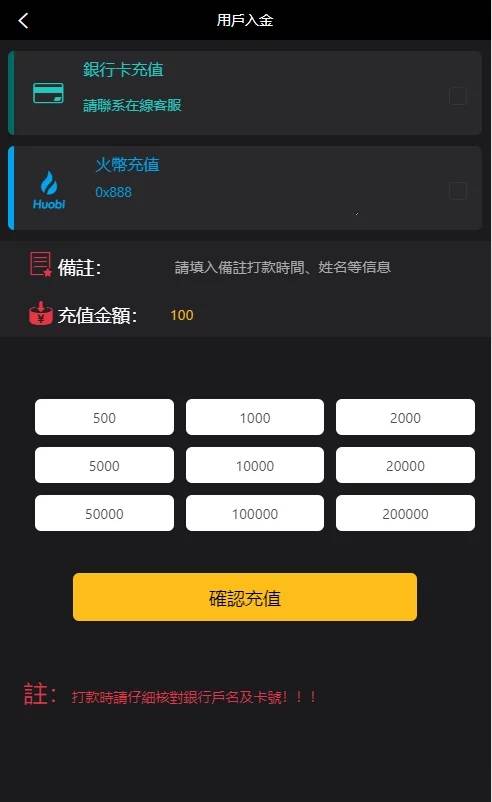 用戶入金
銀行卡充值
請聯系在線客服
火幣充值
0x888
Huobi
備註:
請填入備註打款時間、姓名等信息
充值金額:
100
500
1000
2000
5000
10000
20000
50000
100000
200000
確認充值
註: 打款時請仔細核對銀行戶名及卡號!!!